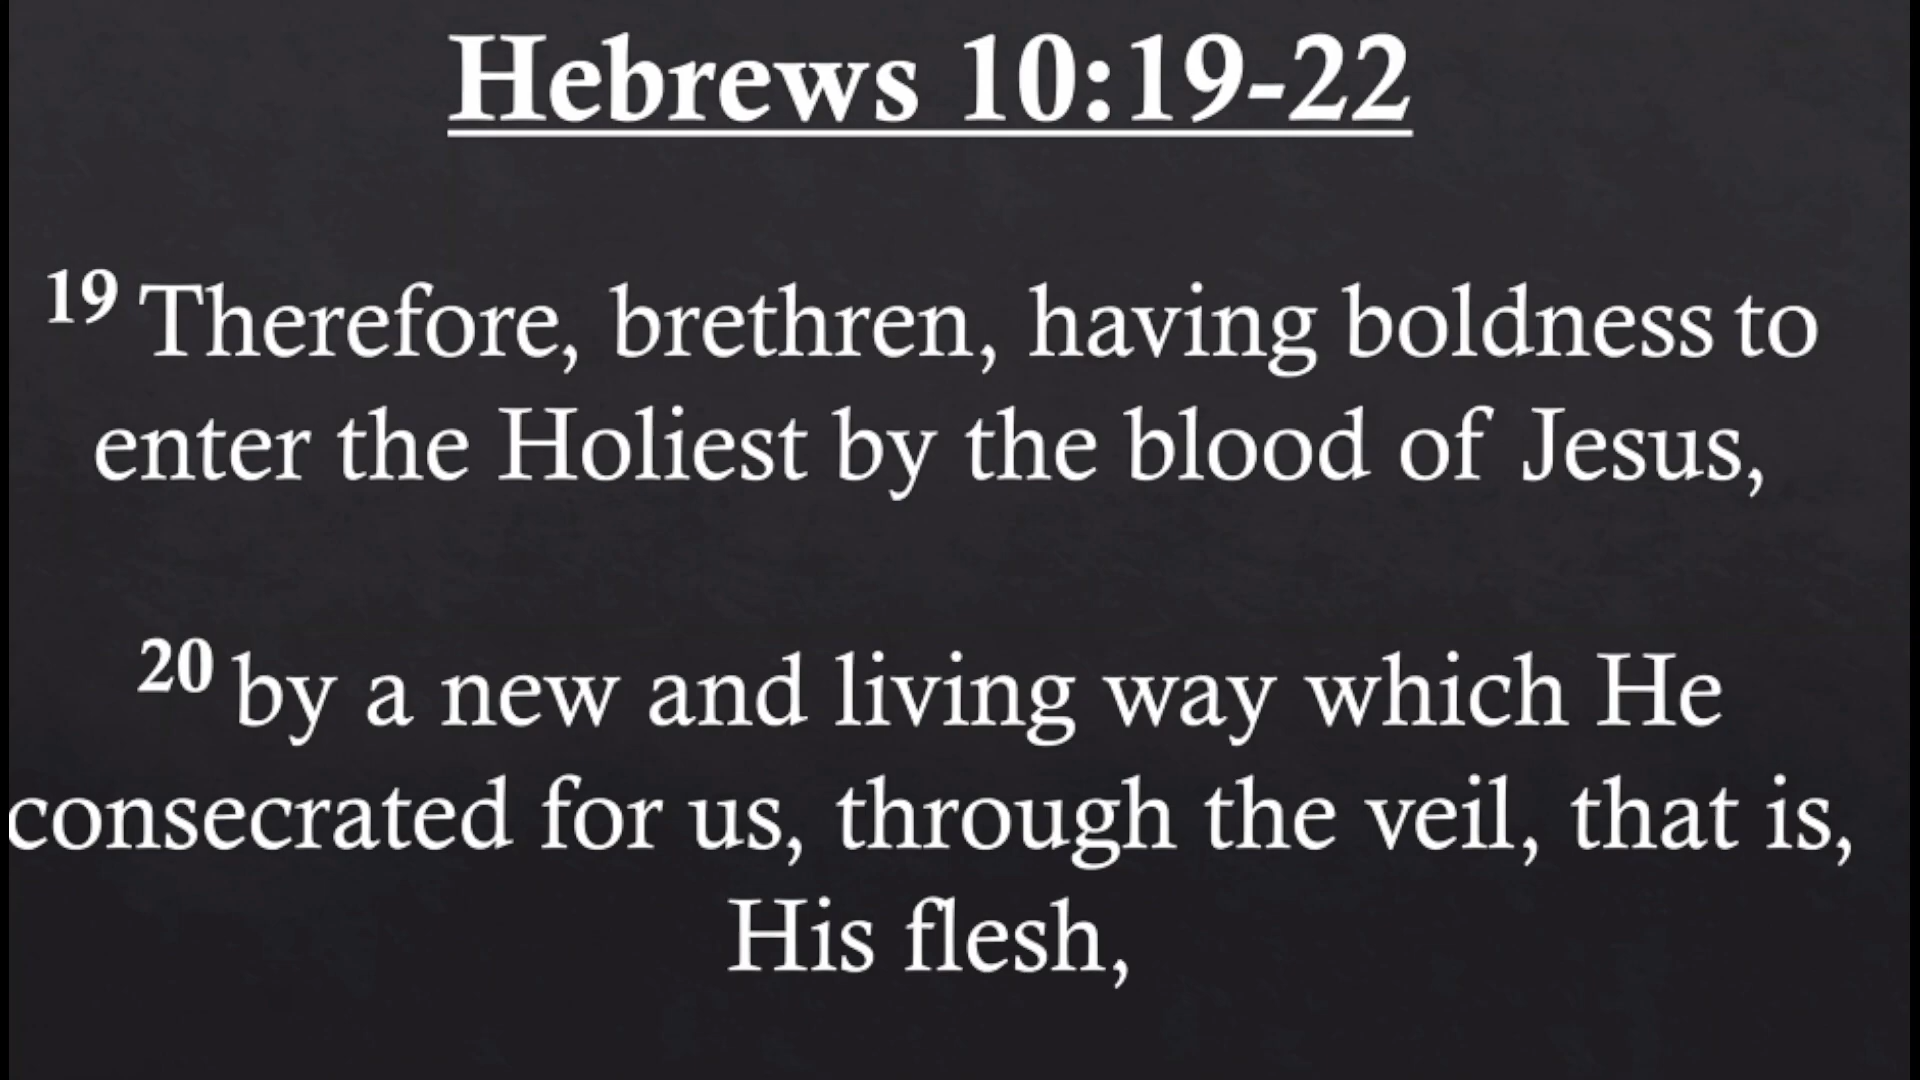 Hebrews 10:19-22
19 Therefore, brethren, having boldness to
enter the Holiest by the blood of Jesus,
20 by a new and living way which He
consecrated for us, through the veil, that is,
His flesh,